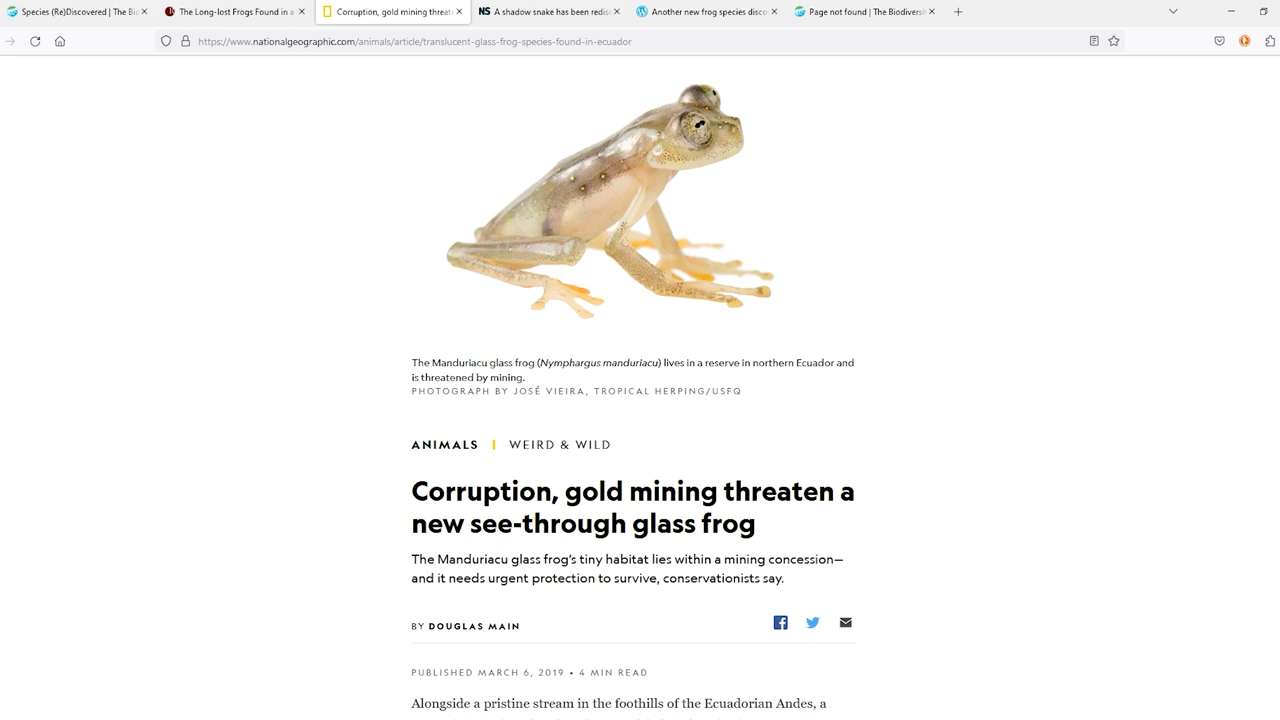 Species (Re)Discovered | The Bi
The Long-lost Frogs Found in a
Corruption, gold mining threat
NS A shadow snake has been redis
Another new frog species disco
Page not found | The Biodiversi
https://www.nationalgeographic.com/animals/article/translucent-glass-frog-species-found-in-ecuador
The Manduriacu glass frog (Nymphargus manduriacu) lives in a reserve in northern Ecuador and
is threatened by mining.
PHOTOGRAPH BY JOSÉ VIEIRA, TROPICAL HERPING/USFQ
ANIMALS | WEIRD & WILD
Corruption, gold mining threaten a
new see-through glass frog
The Manduriacu glass frog's tiny habitat lies within a mining concession—
and it needs urgent protection to survive, conservationists say.
BY DOUGLAS MAIN
PUBLISHED MARCH 6, 2019 • 4 MIN READ
Alongside a pristine stream in the foothills of the Ecuadorian Andes, a